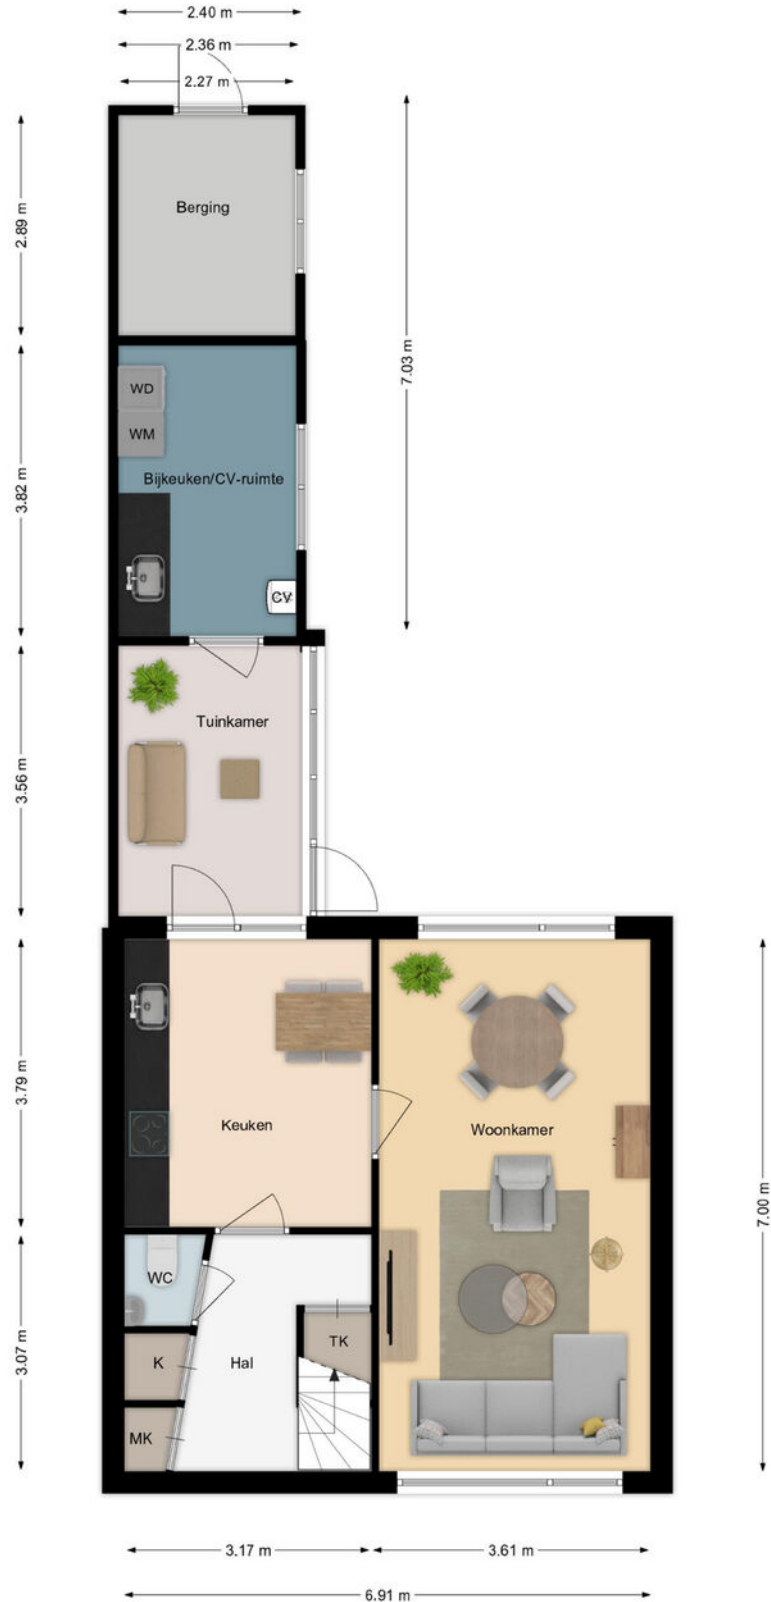 2.40 m
2.36 m
2.27 m
Berging
2.89 m
7.03 m
WD
WM
Bijkeuken/CV-ruimte
3.82 m
CV
Tuinkamer
3.56 m
Keuken
Woonkamer
3.79 m
7.00 m
WC
TK
K
Hal
3.07 m
MK
3.17 m
3.61 m
6.91 m